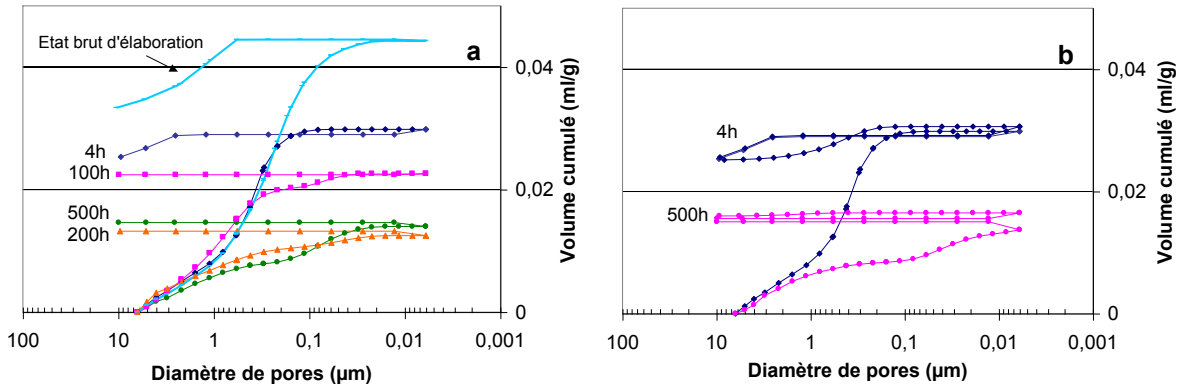 a
Etat brut d'élaboration
0,04
4h
100h
0,02
500h
200h
0
100 10 1 0,1 0,01 0,001
Diamètre de pores (µm)
Volume cumulé (ml/g)
b
0,04
4h
0,02
500h
0
100 10 1 0,1 0,01 0,001
Diamètre de pores (µm)
Volume cumulé (ml/g)